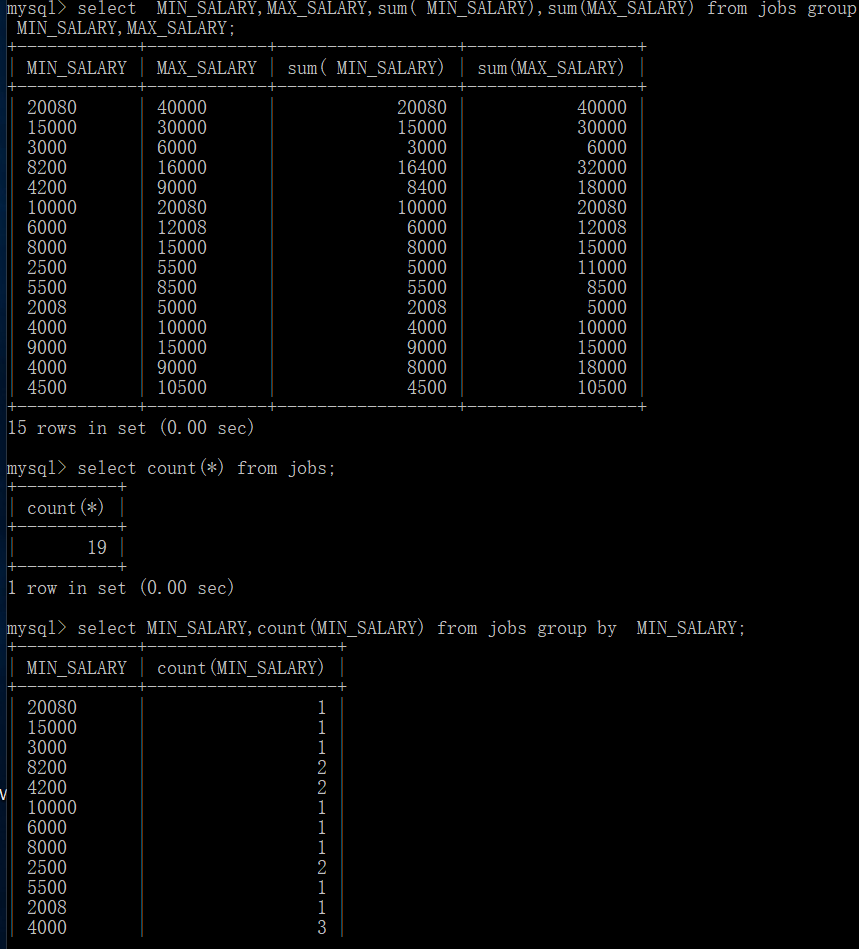 mysql> select  MIN_SALARY,MAX_SALARY,sum( MIN_SALARY),sum(MAX_SALARY) from jobs group
 MIN_SALARY,MAX_SALARY;
+------------+------------+------------------+-----------------+
| MIN_SALARY | MAX_SALARY | sum( MIN_SALARY) | sum(MAX_SALARY) |
+------------+------------+------------------+-----------------+
| 20080      | 40000      |            20080 |           40000 |
| 15000      | 30000      |            15000 |           30000 |
| 3000       | 6000       |             3000 |            6000 |
| 8200       | 16000      |            16400 |           32000 |
| 4200       | 9000       |             8400 |           18000 |
| 10000      | 20080      |            10000 |           20080 |
| 6000       | 12008      |             6000 |           12008 |
| 8000       | 15000      |             8000 |           15000 |
| 2500       | 5500       |             5000 |           11000 |
| 5500       | 8500       |             5500 |            8500 |
| 2008       | 5000       |             2008 |            5000 |
| 4000       | 10000      |             4000 |           10000 |
| 9000       | 15000      |             9000 |           15000 |
| 4000       | 9000       |             8000 |           18000 |
| 4500       | 10500      |             4500 |           10500 |
+------------+------------+------------------+-----------------+
15 rows in set (0.00 sec)
mysql> select count(*) from jobs;
+----------+
| count(*) |
+----------+
|       19 |
+----------+
1 row in set (0.00 sec)
mysql> select MIN_SALARY,count(MIN_SALARY) from jobs group by  MIN_SALARY;
+------------+-------------------+
| MIN_SALARY | count(MIN_SALARY) |
+------------+-------------------+
| 20080      |                 1 |
| 15000      |                 1 |
| 3000       |                 1 |
| 8200       |                 2 |
| 4200       |                 2 |
| 10000      |                 1 |
| 6000       |                 1 |
| 8000       |                 1 |
| 2500       |                 2 |
| 5500       |                 1 |
| 2008       |                 1 |
| 4000       |                 3 |